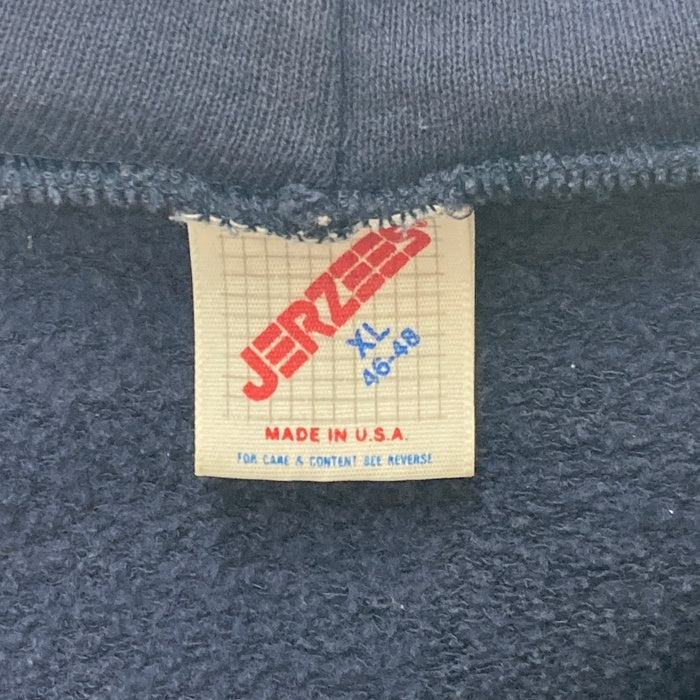 JERZEES
XL
46-48
MADE IN U.S.A.
FOR CARE & CONTENT SEE REVERSE